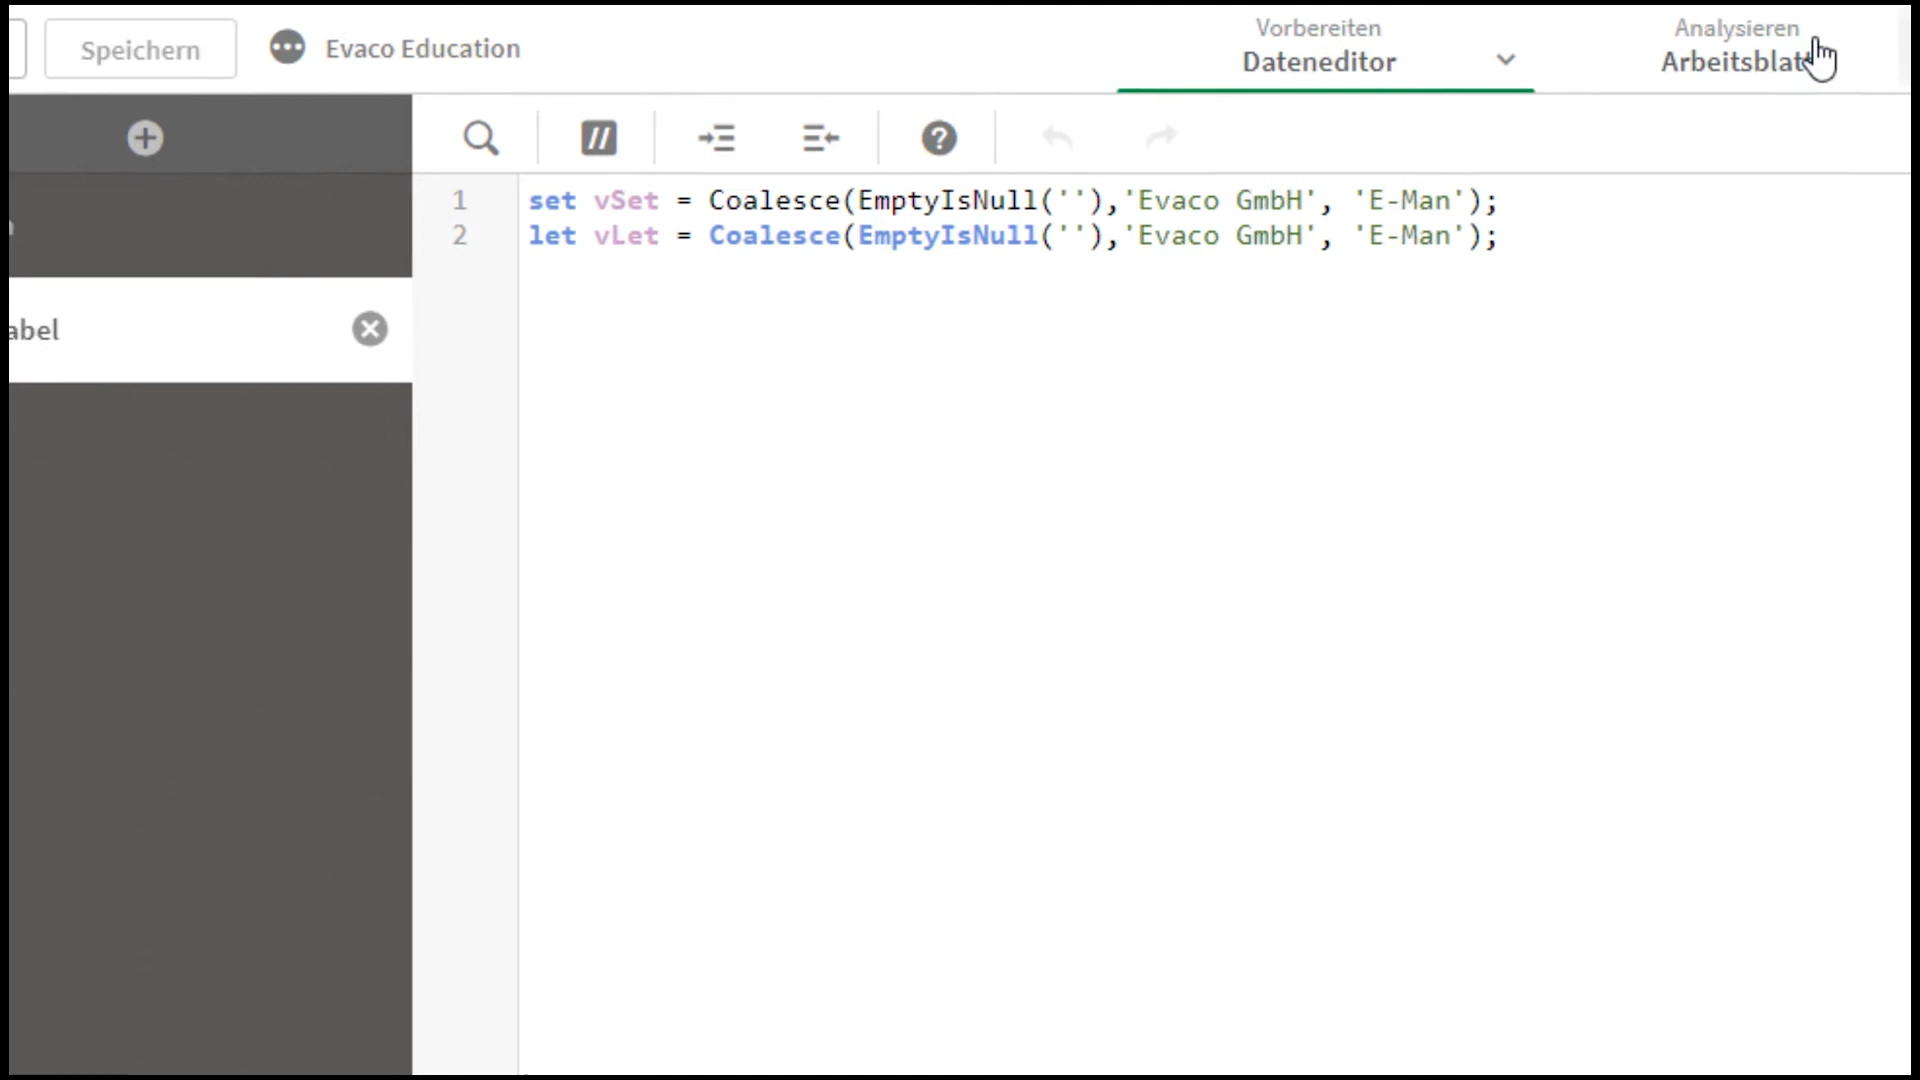 Speichern
Evaco Education
Vorbereiten
Dateneditor
Analysieren
Arbeitsblatt
abel
1 set vSet = Coalesce(EmptyIsNull(''),'Evaco GmbH', 'E-Man');
2 let vLet = Coalesce(EmptyIsNull(''),'Evaco GmbH', 'E-Man');